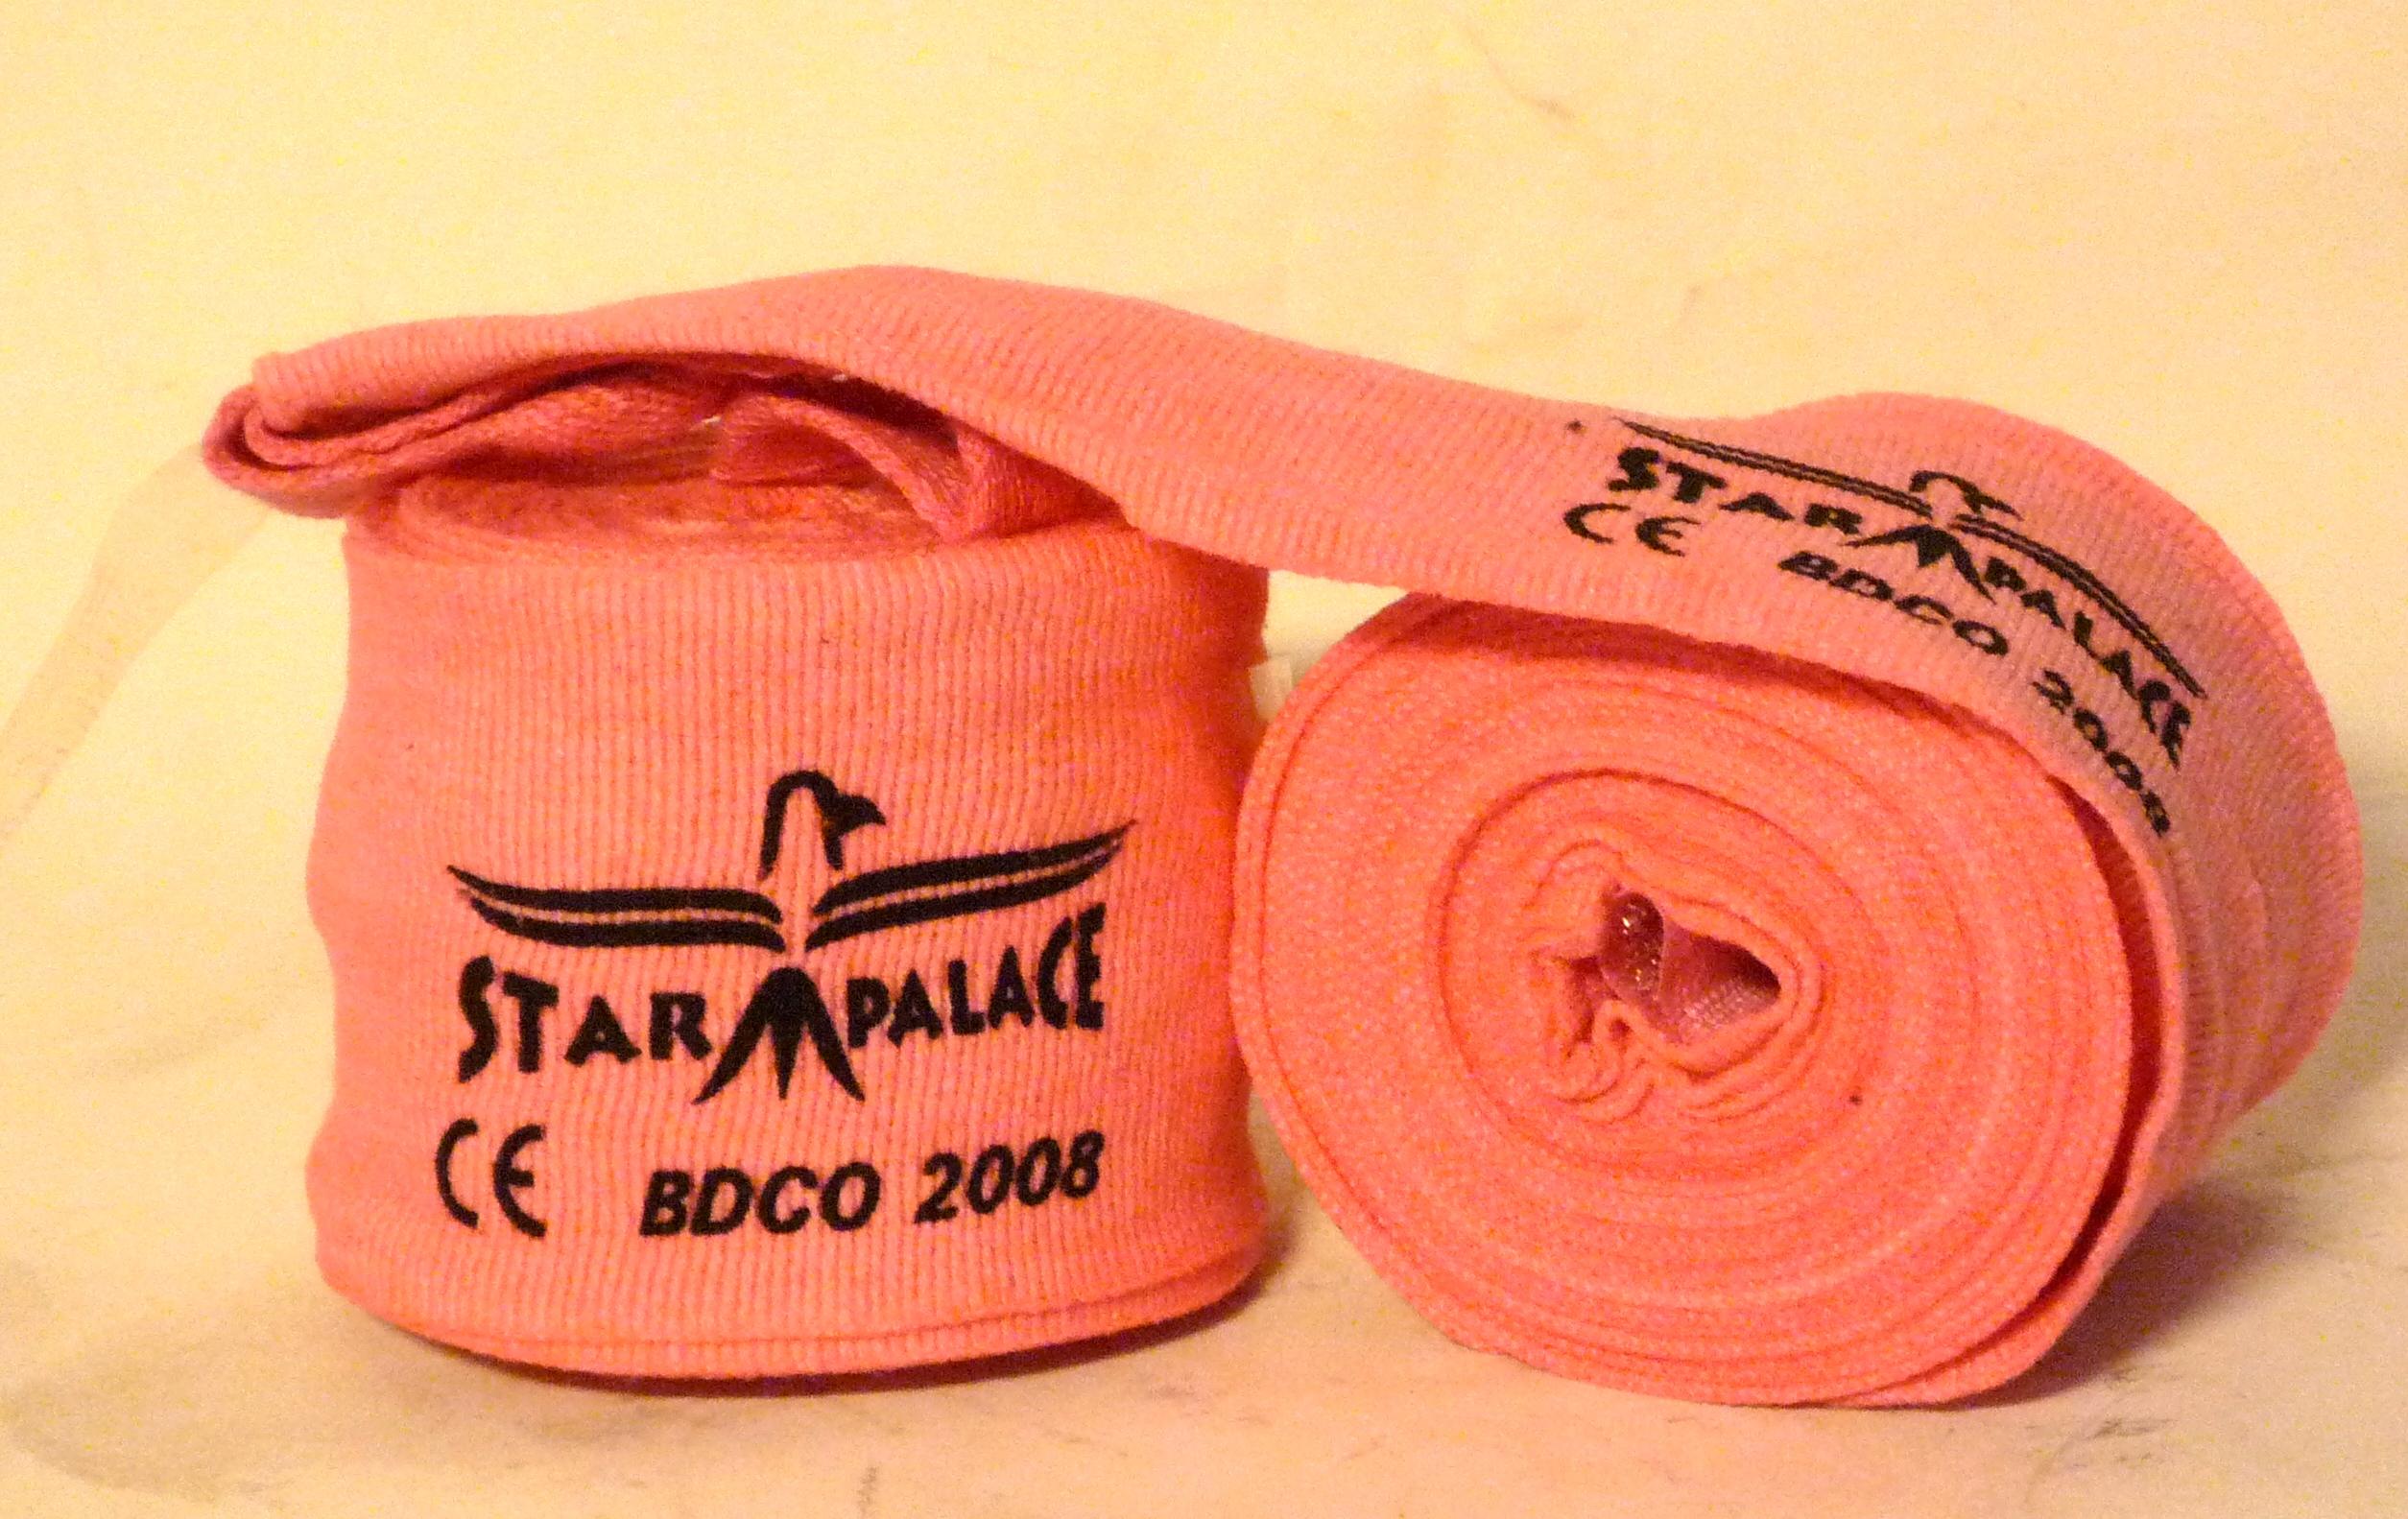 STAR PALACE
CE BDCO 2008
STAR PALACE
CE BDCO 2008